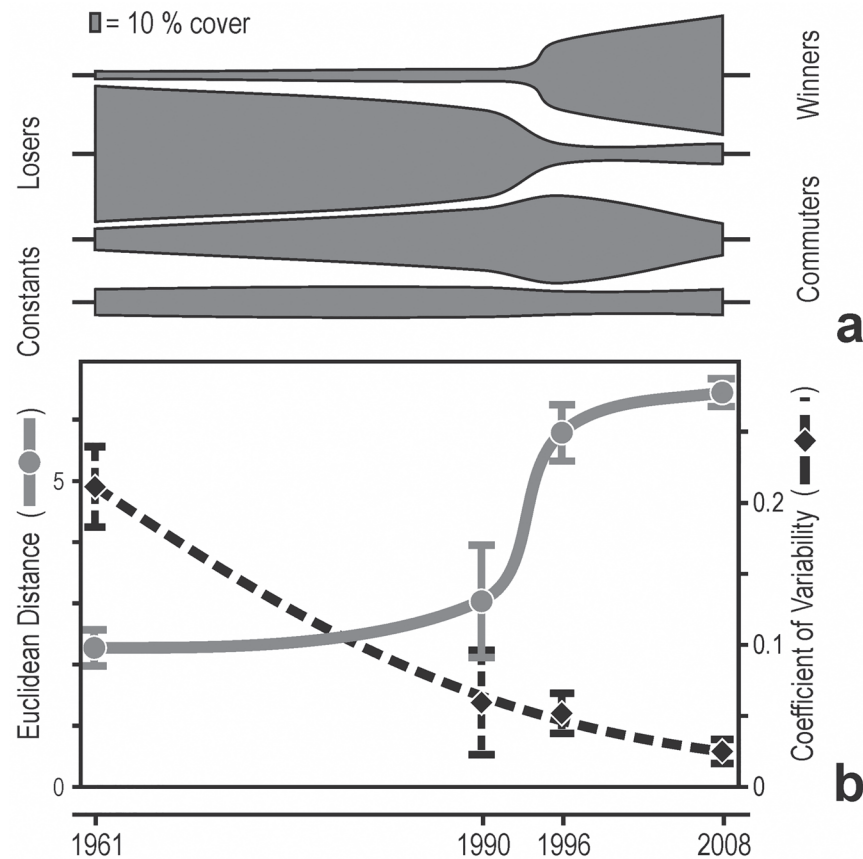 = 10 % cover
Winners
Losers
Commuters
Constants
a
Euclidean Distance ( )
5
0
Coefficient of Variability ( )
0.2
0.1
0
b
1961
1990
1996
2008